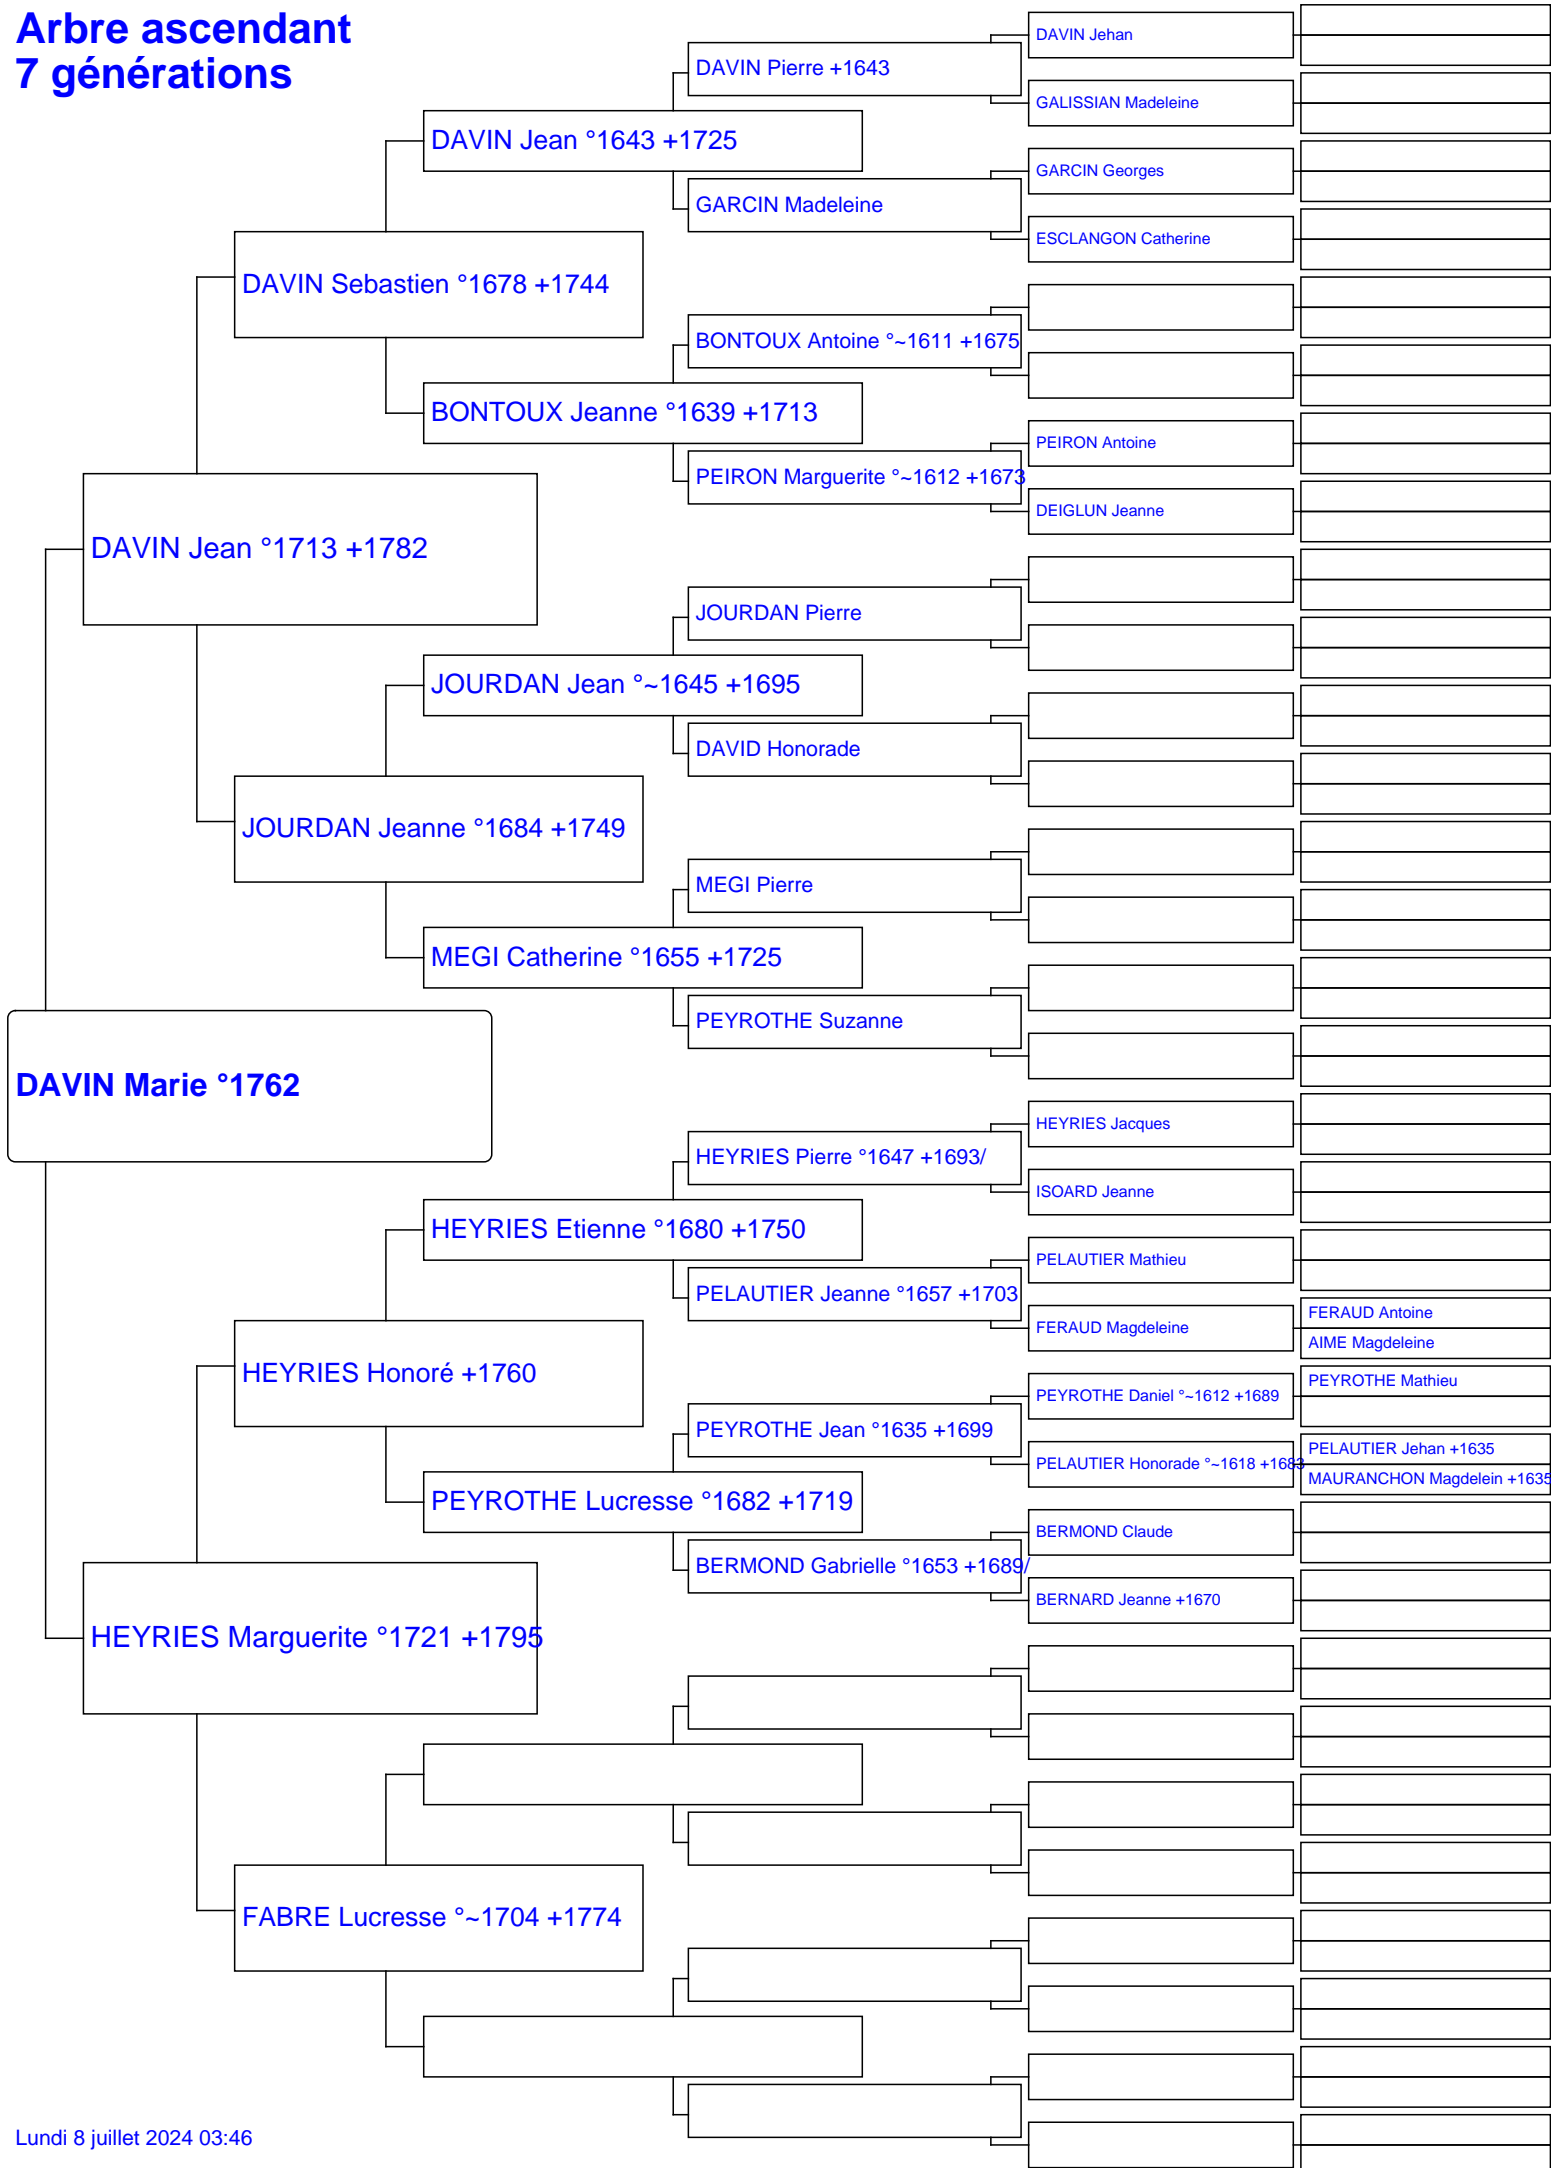 Arbre ascendant
7 générations
DAVIN Jehan
DAVIN Pierre +1643
GALISSIAN Madeleine
DAVIN Jean °1643 +1725
GARCIN Georges
GARCIN Madeleine
ESCLANGON Catherine
DAVIN Sebastien °1678 +1744
BONTOUX Antoine °~1611 +1675
BONTOUX Jeanne °1639 +1713
PEIRON Antoine
PEIRON Marguerite °~1612 +1673
DEIGLUN Jeanne
DAVIN Jean °1713 +1782
JOURDAN Pierre
JOURDAN Jean °~1645 +1695
DAVID Honorade
JOURDAN Jeanne °1684 +1749
MEGI Pierre
MEGI Catherine °1655 +1725
PEYROTHE Suzanne
DAVIN Marie °1762
HEYRIES Jacques
HEYRIES Pierre °1647 +1693/
ISOARD Jeanne
HEYRIES Etienne °1680 +1750
PELAUTIER Mathieu
PELAUTIER Jeanne °1657 +1703
FERAUD Antoine
FERAUD Magdeleine
AIME Magdeleine
HEYRIES Honoré +1760
PEYROTHE Mathieu
PEYROTHE Daniel °~1612 +1689
PEYROTHE Jean °1635 +1699
PELAUTIER Jehan +1635
PELAUTIER Honorade °~1618 +1683
MAURANCHON Magdelein +1635
PEYROTHE Lucresse °1682 +1719
BERMOND Claude
BERMOND Gabrielle °1653 +1689/
BERNARD Jeanne +1670
HEYRIES Marguerite °1721 +1795
FABRE Lucresse °~1704 +1774
Lundi 8 juillet 2024 03:46